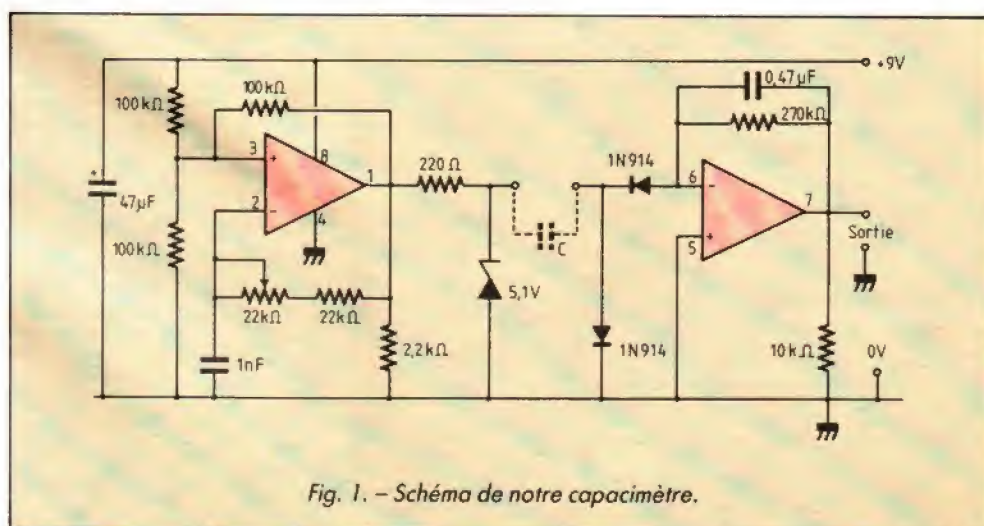 +9V
0,47µF
100kΩ
100kΩ
270kΩ
1N914
3
+
8
220Ω
6
-
1
7
+
47µF
2
-
4
5
+
Sortie
100kΩ
C
5,1V
22kΩ
22kΩ
2,2kΩ
1N914
10kΩ
0V
1nF
Fig. 1. – Schéma de notre capacimètre.